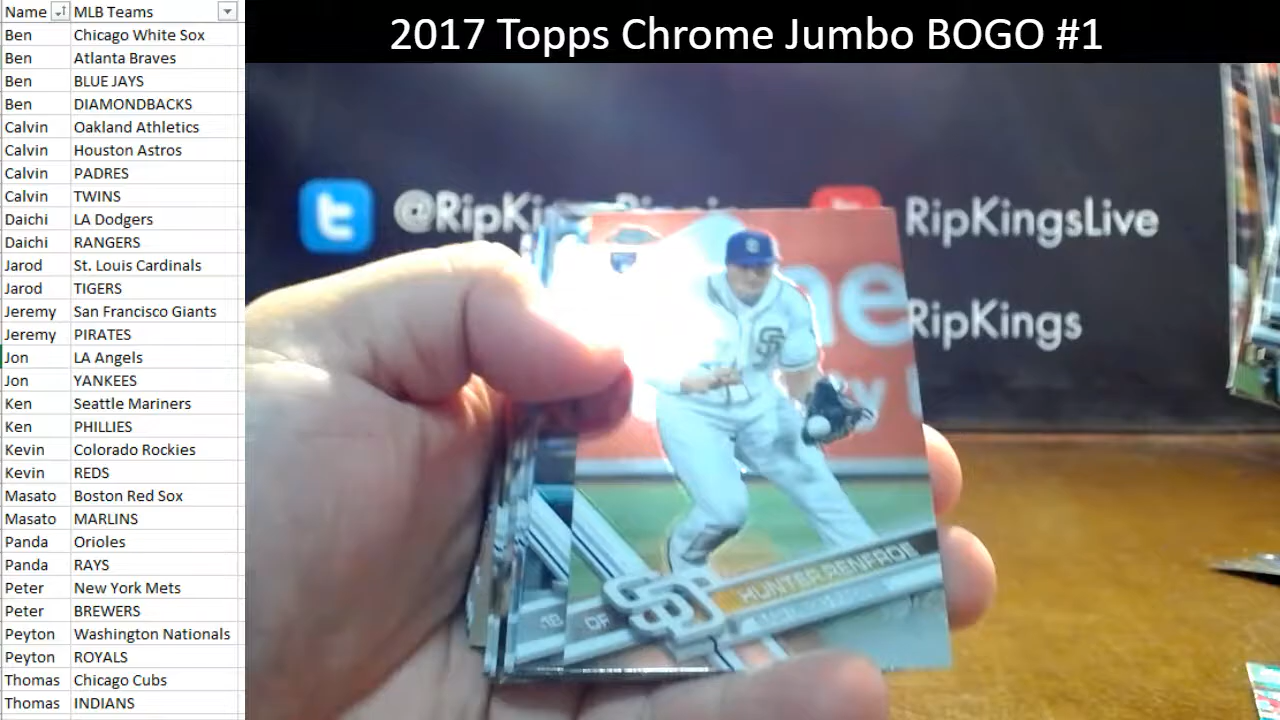 Name MLB Teams
Ben Chicago White Sox
Ben Atlanta Braves
Ben BLUE JAYS
Ben DIAMONDBACKS
Calvin Oakland Athletics
Calvin Houston Astros
Calvin PADRES
Calvin TWINS
Daichi LA Dodgers
Daichi RANGERS
Jarod St. Louis Cardinals
Jarod TIGERS
Jeremy San Francisco Giants
Jeremy PIRATES
Jon LA Angels
Jon YANKEES
Ken Seattle Mariners
Ken PHILLIES
Kevin Colorado Rockies
Kevin REDS
Masato Boston Red Sox
Masato MARLINS
Panda Orioles
Panda RAYS
Peter New York Mets
Peter BREWERS
Peyton Washington Nationals
Peyton ROYALS
Thomas Chicago Cubs
Thomas INDIANS
2017 Topps Chrome Jumbo BOGO #1
RipKingsLive
RipKings
HUNTER RENFROE
1B OF
SD